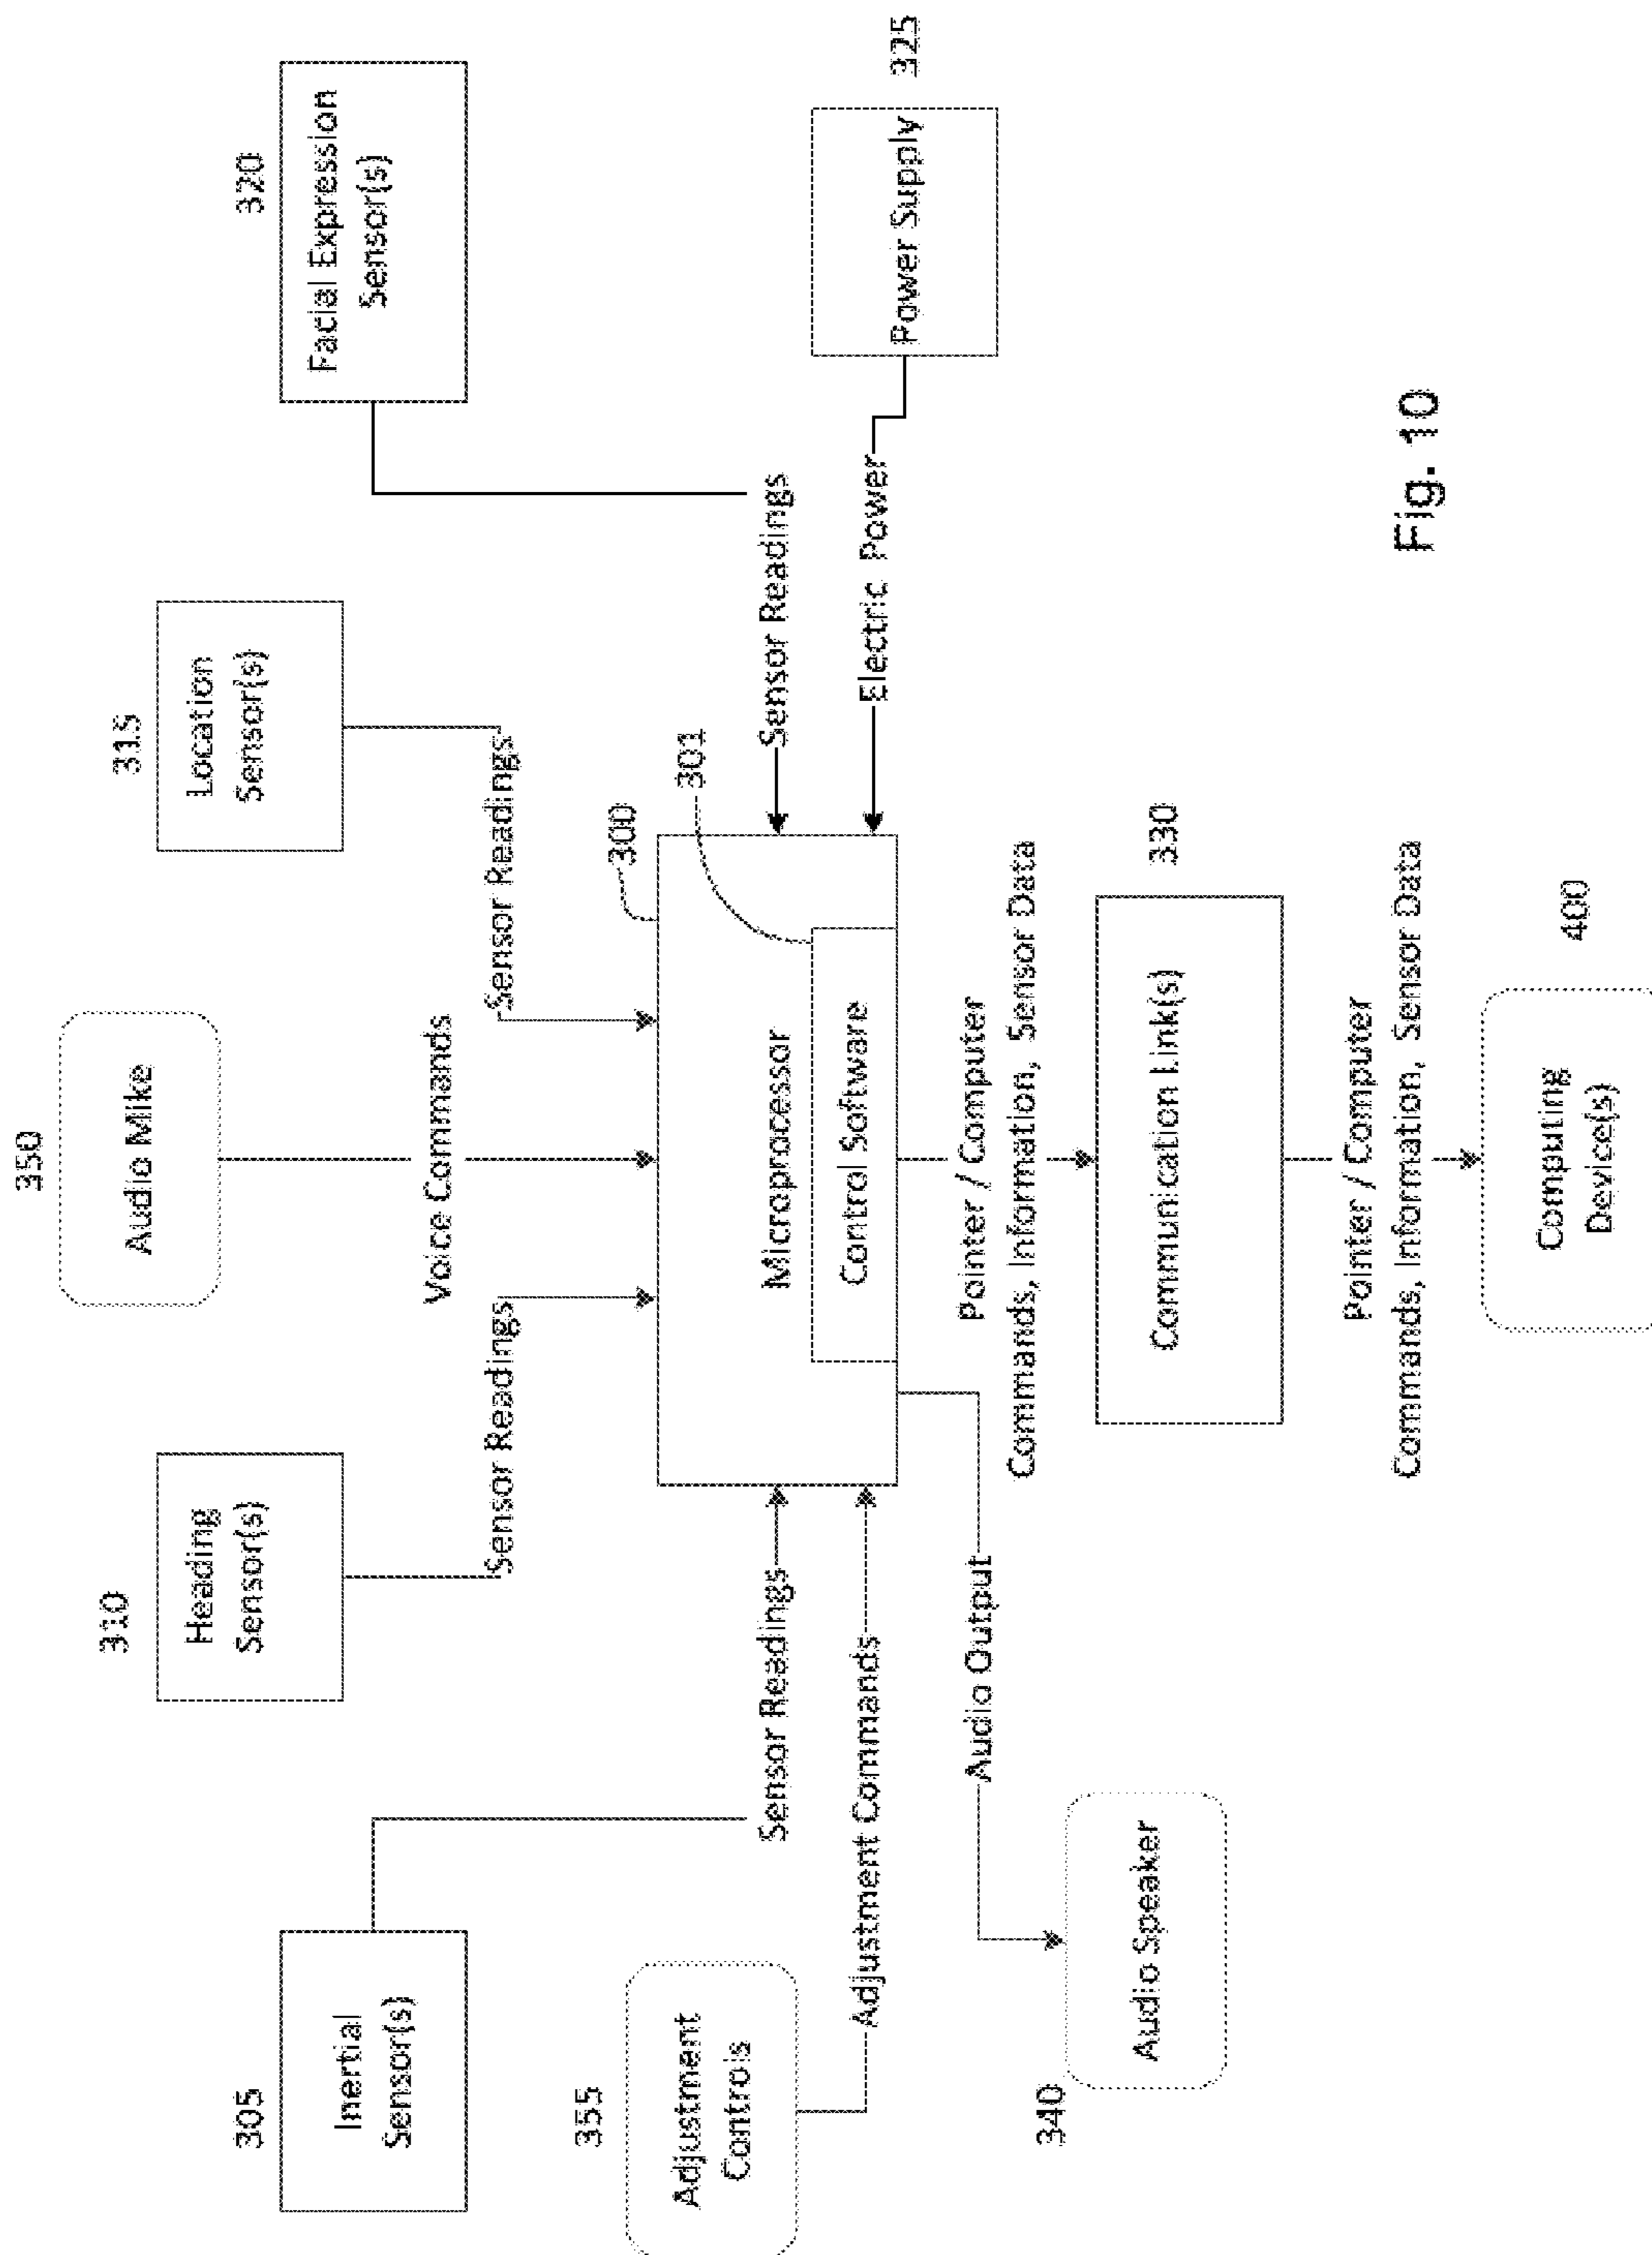 350
Audio Mike
310
Heading
Sensor(s)
315
Location
Sensor(s)
305
Inertial
Sensor(s)
320
Facial Expression
Sensor(s)
Voice Commands
Sensor Readings
Sensor Readings
355
Adjustment
Controls
300
301
Sensor Readings
Microprocessor
Sensor Readings
Adjustment Commands
Control Software
Electric Power
Power Supply
325
Audio Output
Pointer / Computer
Commands, Information, Sensor Data
340
Audio Speaker
Communication Link(s)
330
Pointer / Computer
Commands, Information, Sensor Data
Fig. 10
Computing
Device(s)
400